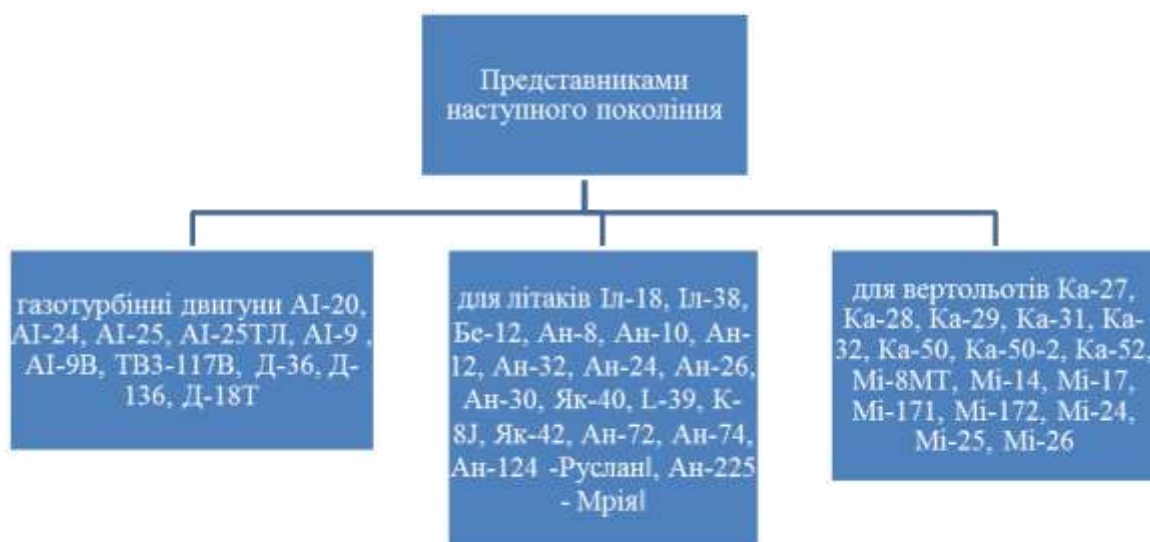 Представниками
наступного покоління
газотурбінні двигуни АІ-20,
АІ-24, АІ-25, АІ-25ТЛ, АІ-9 ,
АІ-9В, ТВ3-117В, Д-36, Д-
136, Д-18Т
для літаків Іл-18, Іл-38,
Бе-12, Ан-8, Ан-10, Ан-
12, Ан-32, Ан-24, Ан-26,
Ан-30, Як-40, L-39, K-
8J, Як-42, Ан-72, Ан-74,
Ан-124 -Руслан‖, Ан-225
- Мрія‖
для вертольотів Ка-27,
Ка-28, Ка-29, Ка-31, Ка-
32, Ка-50, Ка-50-2, Ка-52,
Мі-8МТ, Мі-14, Мі-17,
Мі-171, Мі-172, Мі-24,
Мі-25, Мі-26